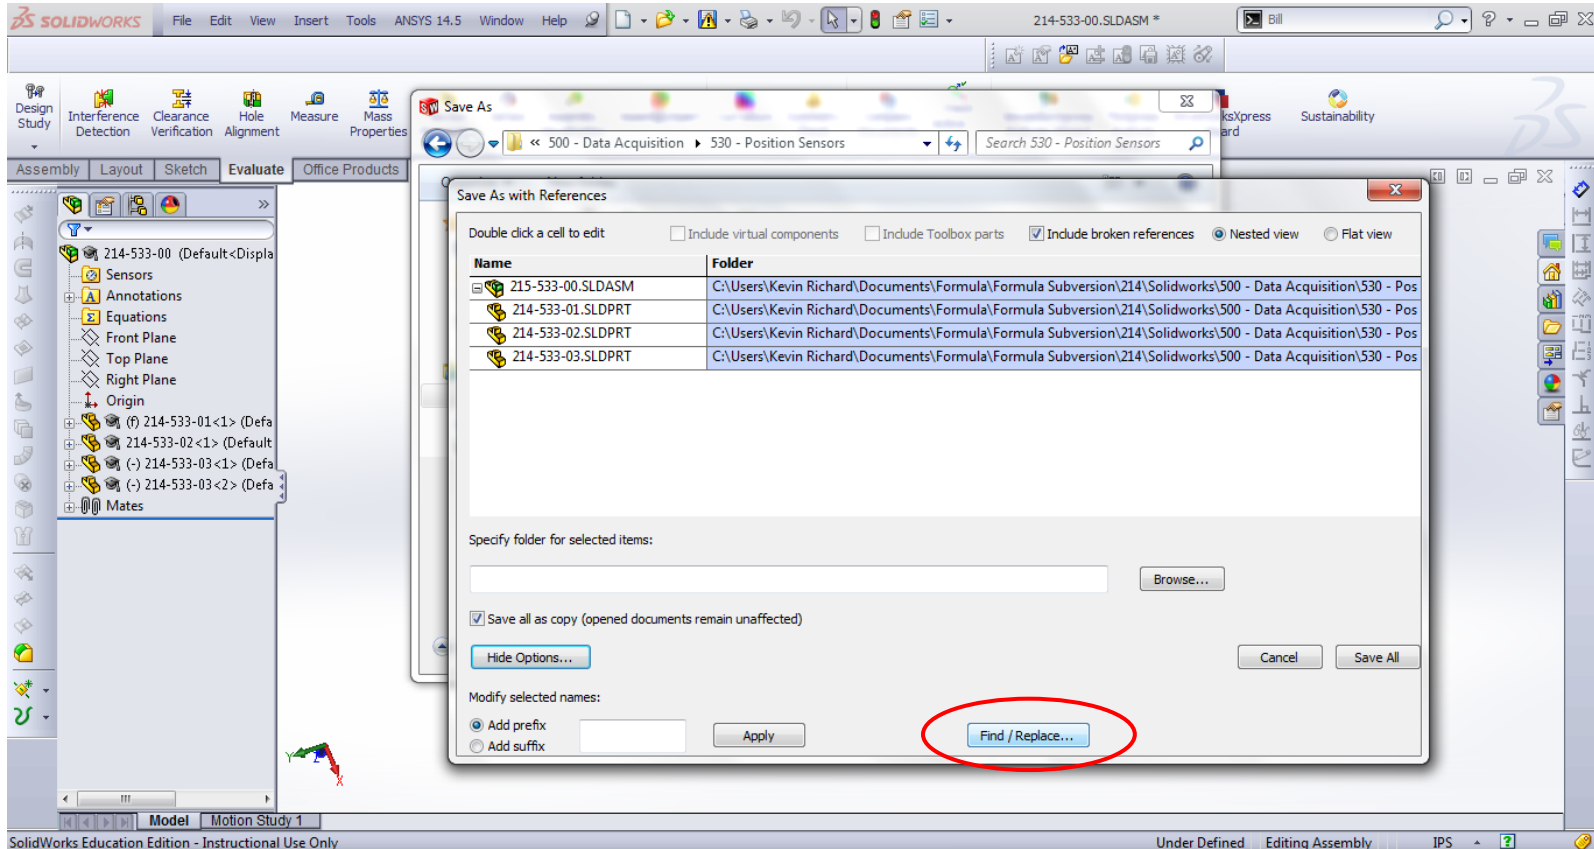 SOLIDWORKS File Edit View Insert Tools ANSYS 14.5 Window Help 214-533-00.SLDASM * Bill
Design Study
Interference Detection
Clearance Verification
Hole Alignment
Measure
Mass Properties
Sustainability
Assembly Layout Sketch Evaluate Office Products
Save As
« 500 - Data Acquisition 530 - Position Sensors Search 530 - Position Sensors
214-533-00 (Default<Displa
Sensors
Annotations
Equations
Front Plane
Top Plane
Right Plane
Origin
(f) 214-533-01<1> (Defa
214-533-02<1> (Default
(-) 214-533-03<1> (Defa
(-) 214-533-03<2> (Defa
Mates
Save As with References
Double click a cell to edit Include virtual components Include Toolbox parts Include broken references Nested view Flat view
Name Folder
215-533-00.SLDASM C:\Users\Kevin Richard\Documents\Formula\Formula Subversion\214\Solidworks\500 - Data Acquisition\530 - Pos
214-533-01.SLDPRT C:\Users\Kevin Richard\Documents\Formula\Formula Subversion\214\Solidworks\500 - Data Acquisition\530 - Pos
214-533-02.SLDPRT C:\Users\Kevin Richard\Documents\Formula\Formula Subversion\214\Solidworks\500 - Data Acquisition\530 - Pos
214-533-03.SLDPRT C:\Users\Kevin Richard\Documents\Formula\Formula Subversion\214\Solidworks\500 - Data Acquisition\530 - Pos
Specify folder for selected items:
Browse...
Save all as copy (opened documents remain unaffected)
Hide Options... Cancel Save All
Modify selected names:
Add prefix
Add suffix
Apply Find / Replace...
Y Z X
Model Motion Study 1
SolidWorks Education Edition - Instructional Use Only Under Defined Editing Assembly IPS